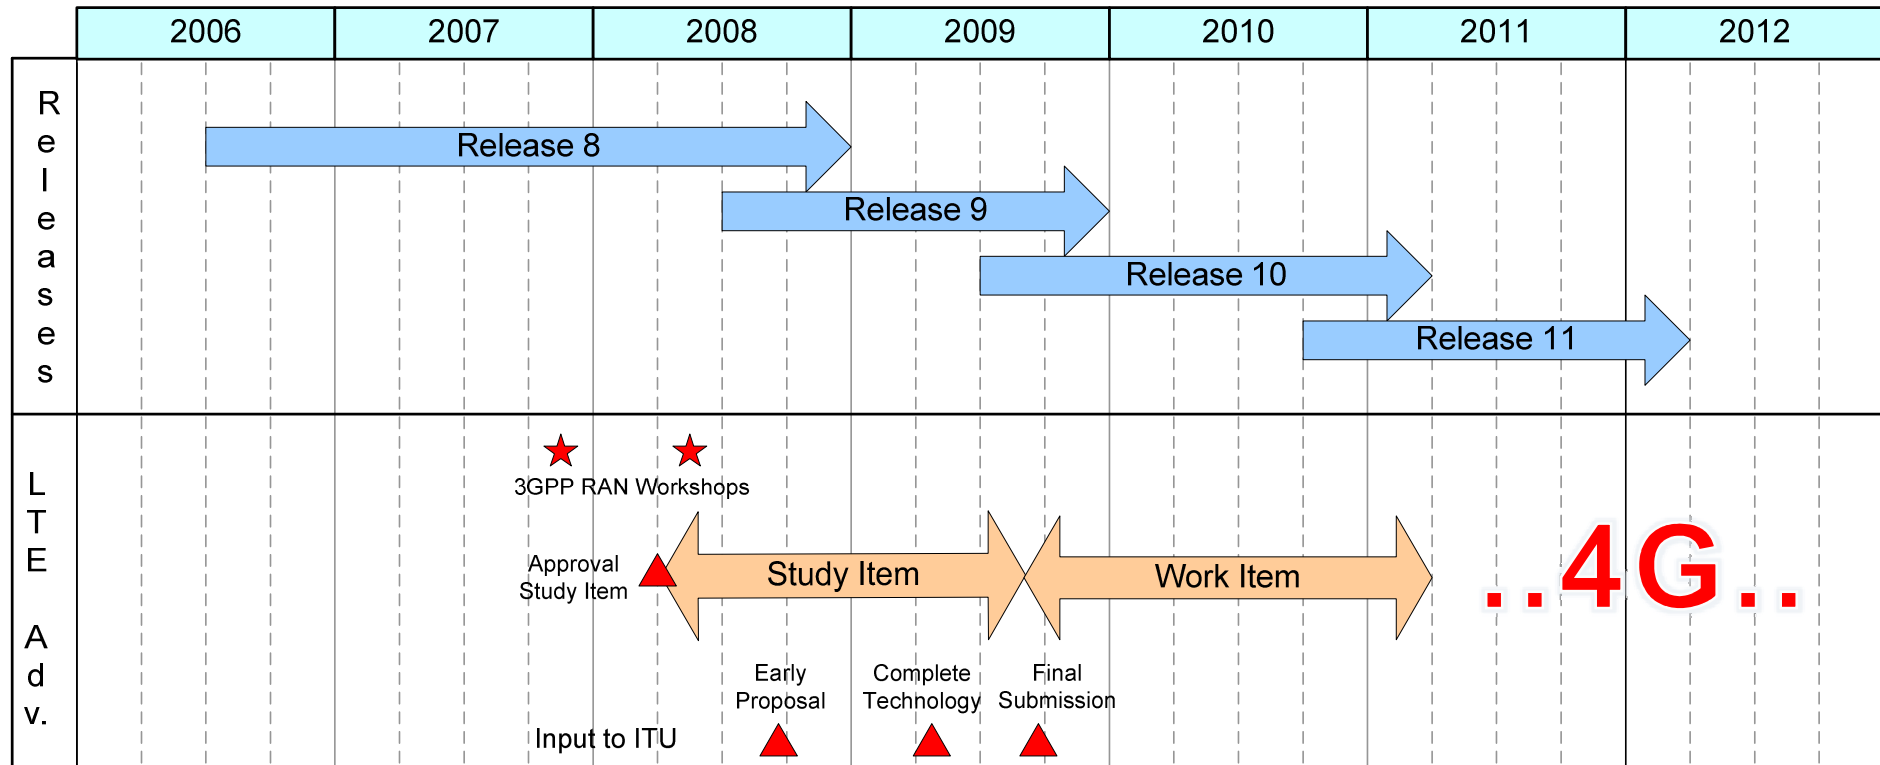 2006 2007 2008 2009 2010 2011 2012
Releases
Release 8
Release 9
Release 10
Release 11
LTE Adv.
3GPP RAN Workshops
Approval
Study Item
Study Item
Work Item
..4G..
Early
Proposal
Complete
Technology
Final
Submission
Input to ITU